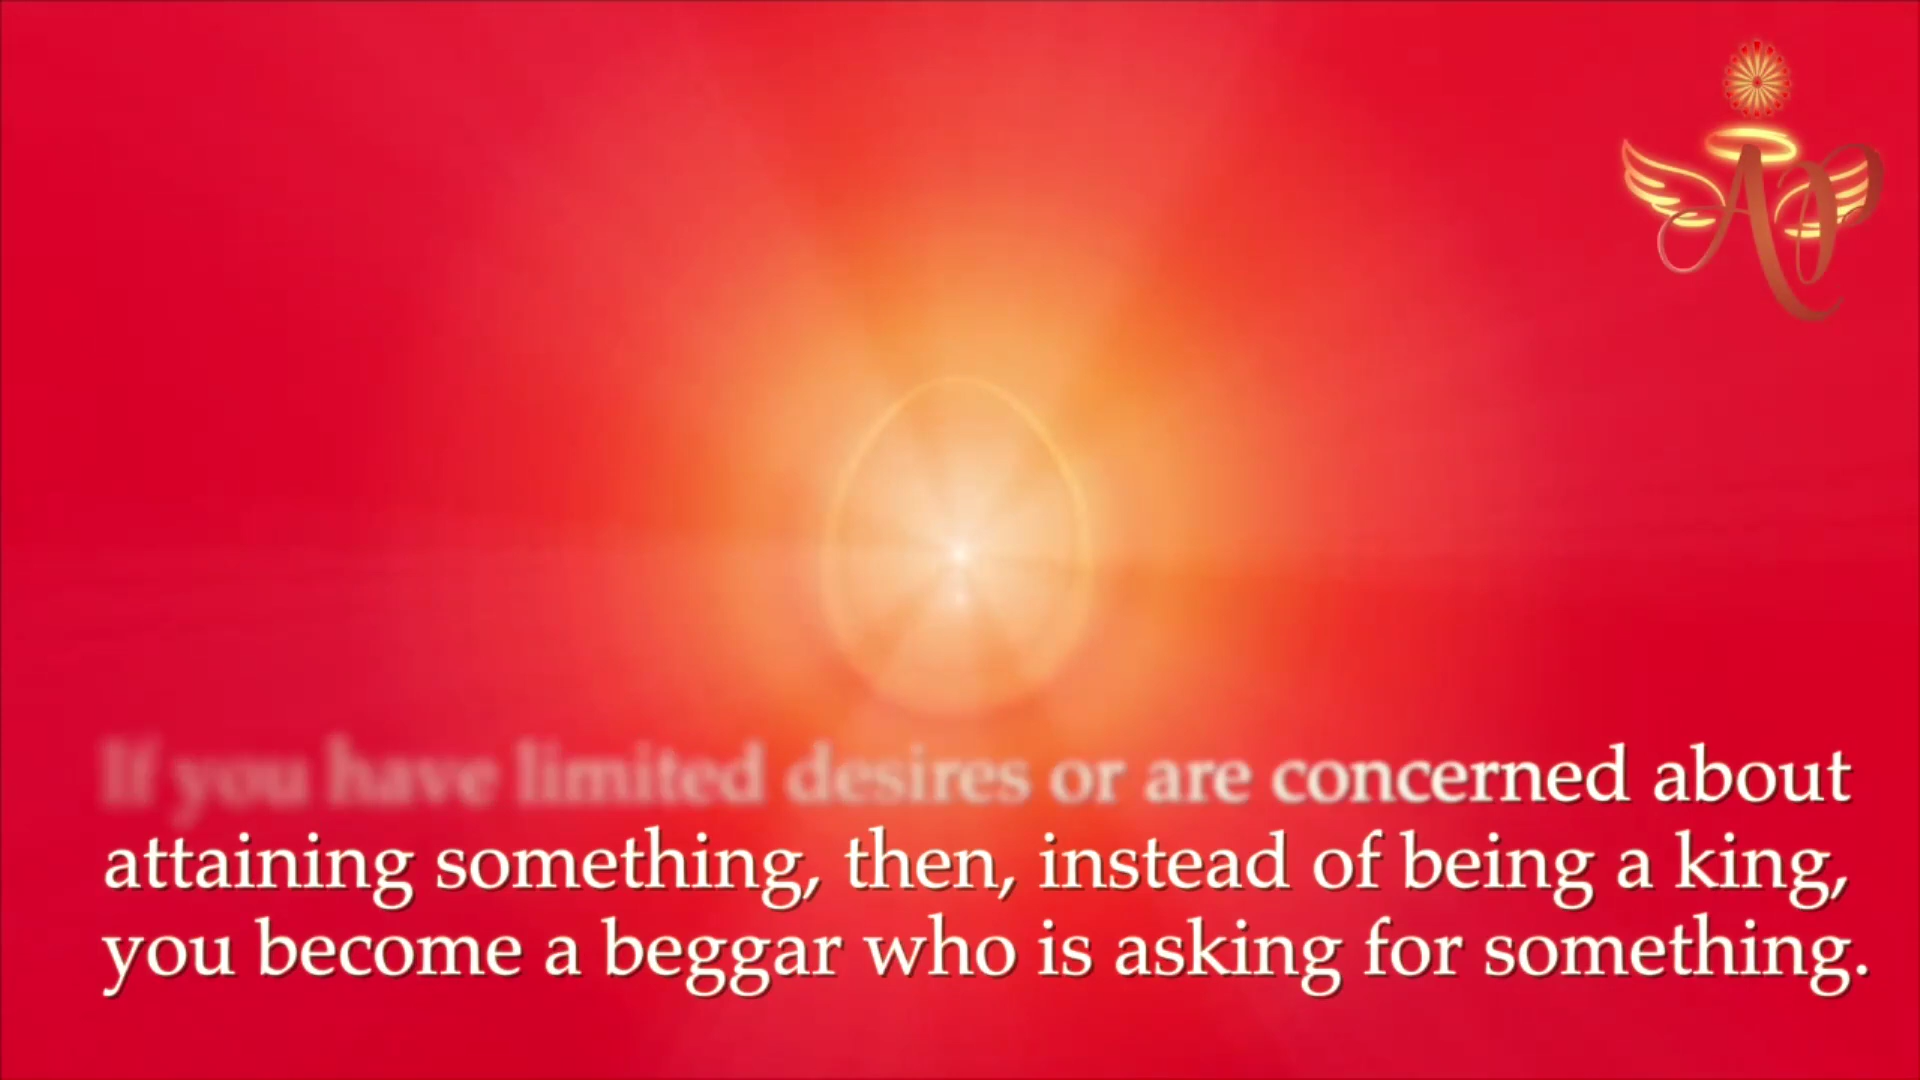 AP
If you have limited desires or are concerned about
attaining something, then, instead of being a king,
you become a beggar who is asking for something.